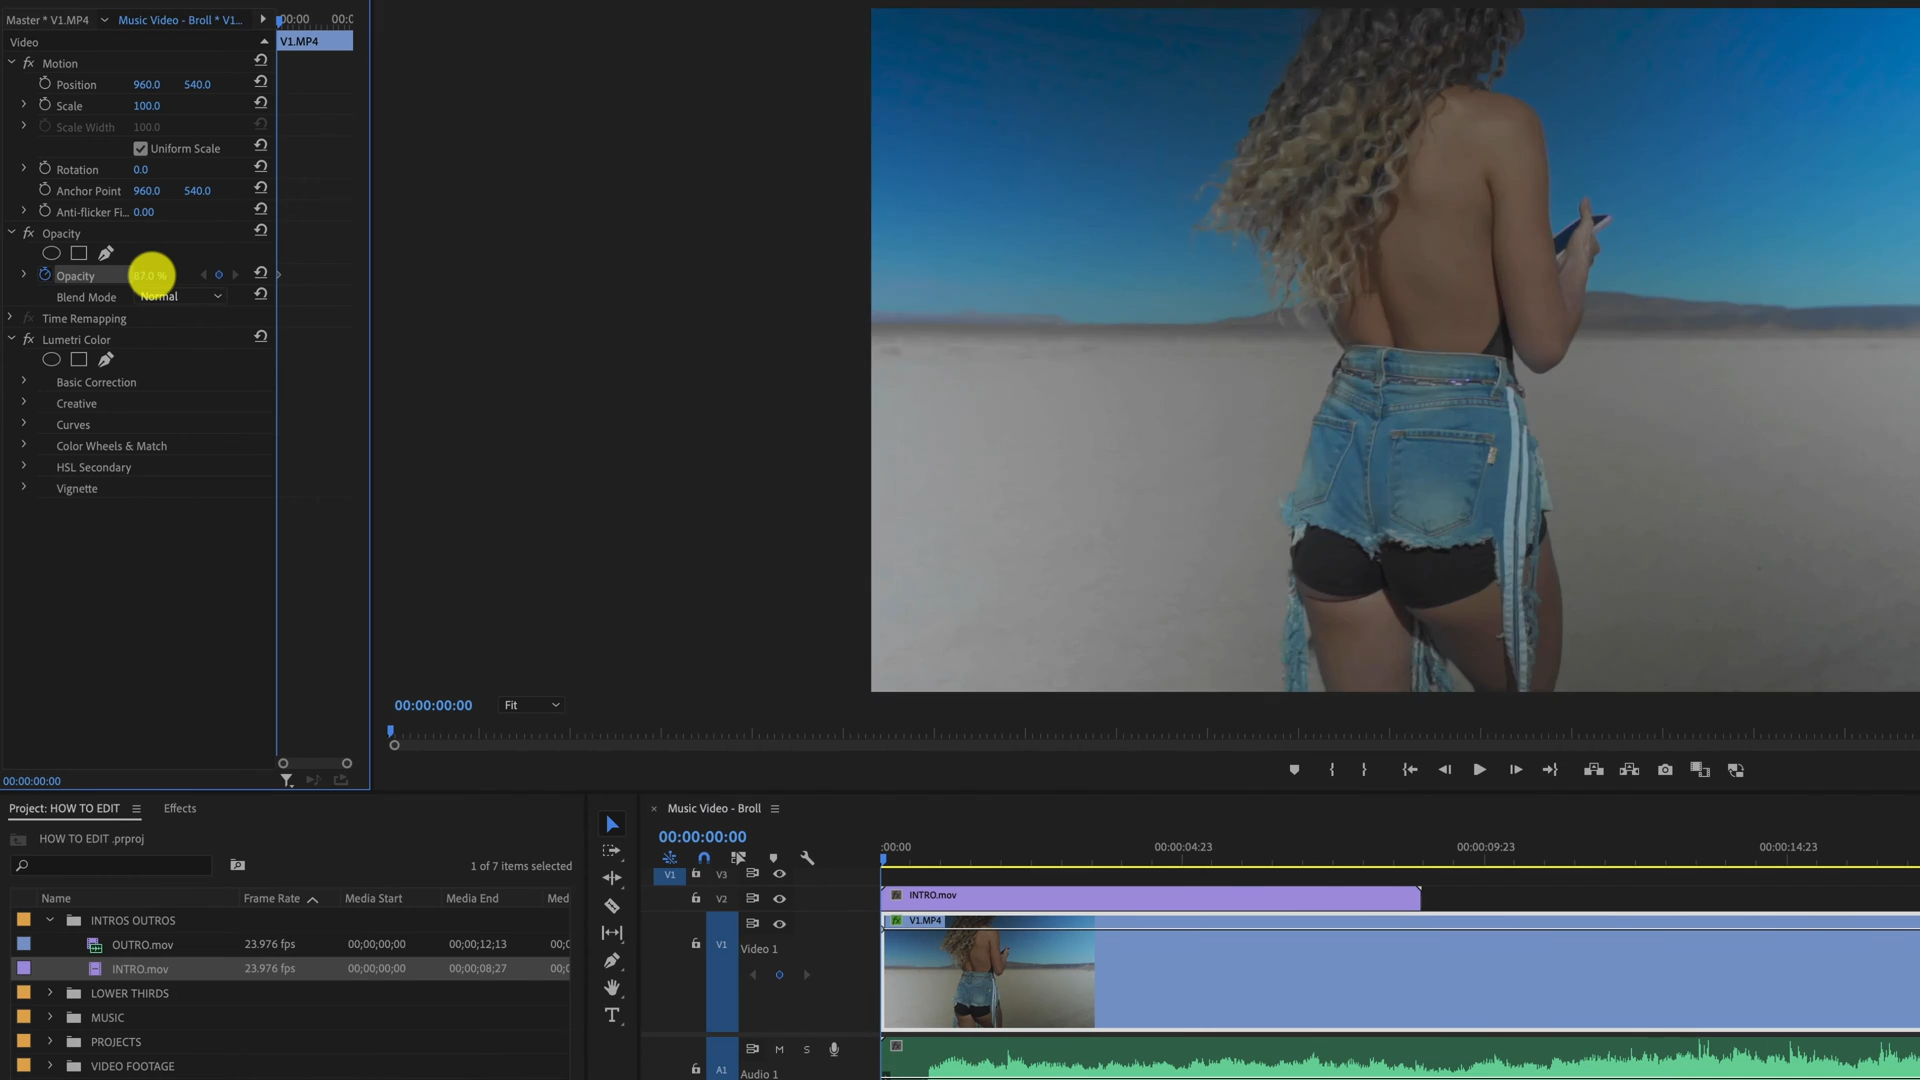 Master * V1.MP4
Music Video - Broll * V1...
:00:00
00:0
Video
V1.MP4
Motion
Position 960.0 540.0
Scale 100.0
Scale Width 100.0
Uniform Scale
Rotation 0.0
Anchor Point 960.0 540.0
Anti-flicker Fi... 0.00
Opacity
Opacity 87.0 %
Blend Mode Normal
Time Remapping
Lumetri Color
Basic Correction
Creative
Curves
Color Wheels & Match
HSL Secondary
Vignette
00:00:00:00
00:00:00:00
Fit
Project: HOW TO EDIT
Effects
HOW TO EDIT .prproj
1 of 7 items selected
Name Frame Rate Media Start Media End Med
INTROS OUTROS
OUTRO.mov 23.976 fps 00;00;00;00 00;00;12;13 00;0
INTRO.mov 23.976 fps 00;00;00;00 00;00;08;27 00;0
LOWER THIRDS
MUSIC
PROJECTS
VIDEO FOOTAGE
Music Video - Broll
00:00:00:00
:00:00
00:00:04:23
00:00:09:23
00:00:14:23
V1 V3
V2
INTRO.mov
V1.MP4
V1
Video 1
M S
A1
Audio 1